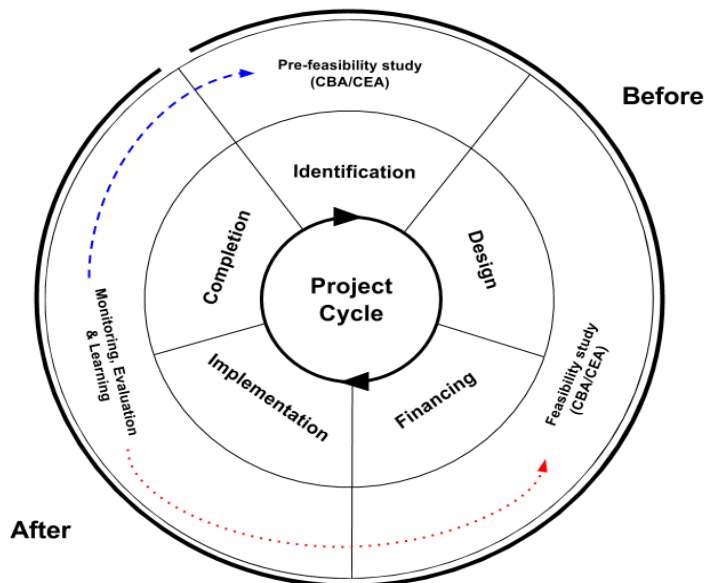 Pre-feasibility study
(CBA/CEA)
Before
Identification
Design
Completion
Project
Cycle
Monitoring, Evaluation
& Learning
Feasibility study
(CBA/CEA)
Implementation
Financing
After